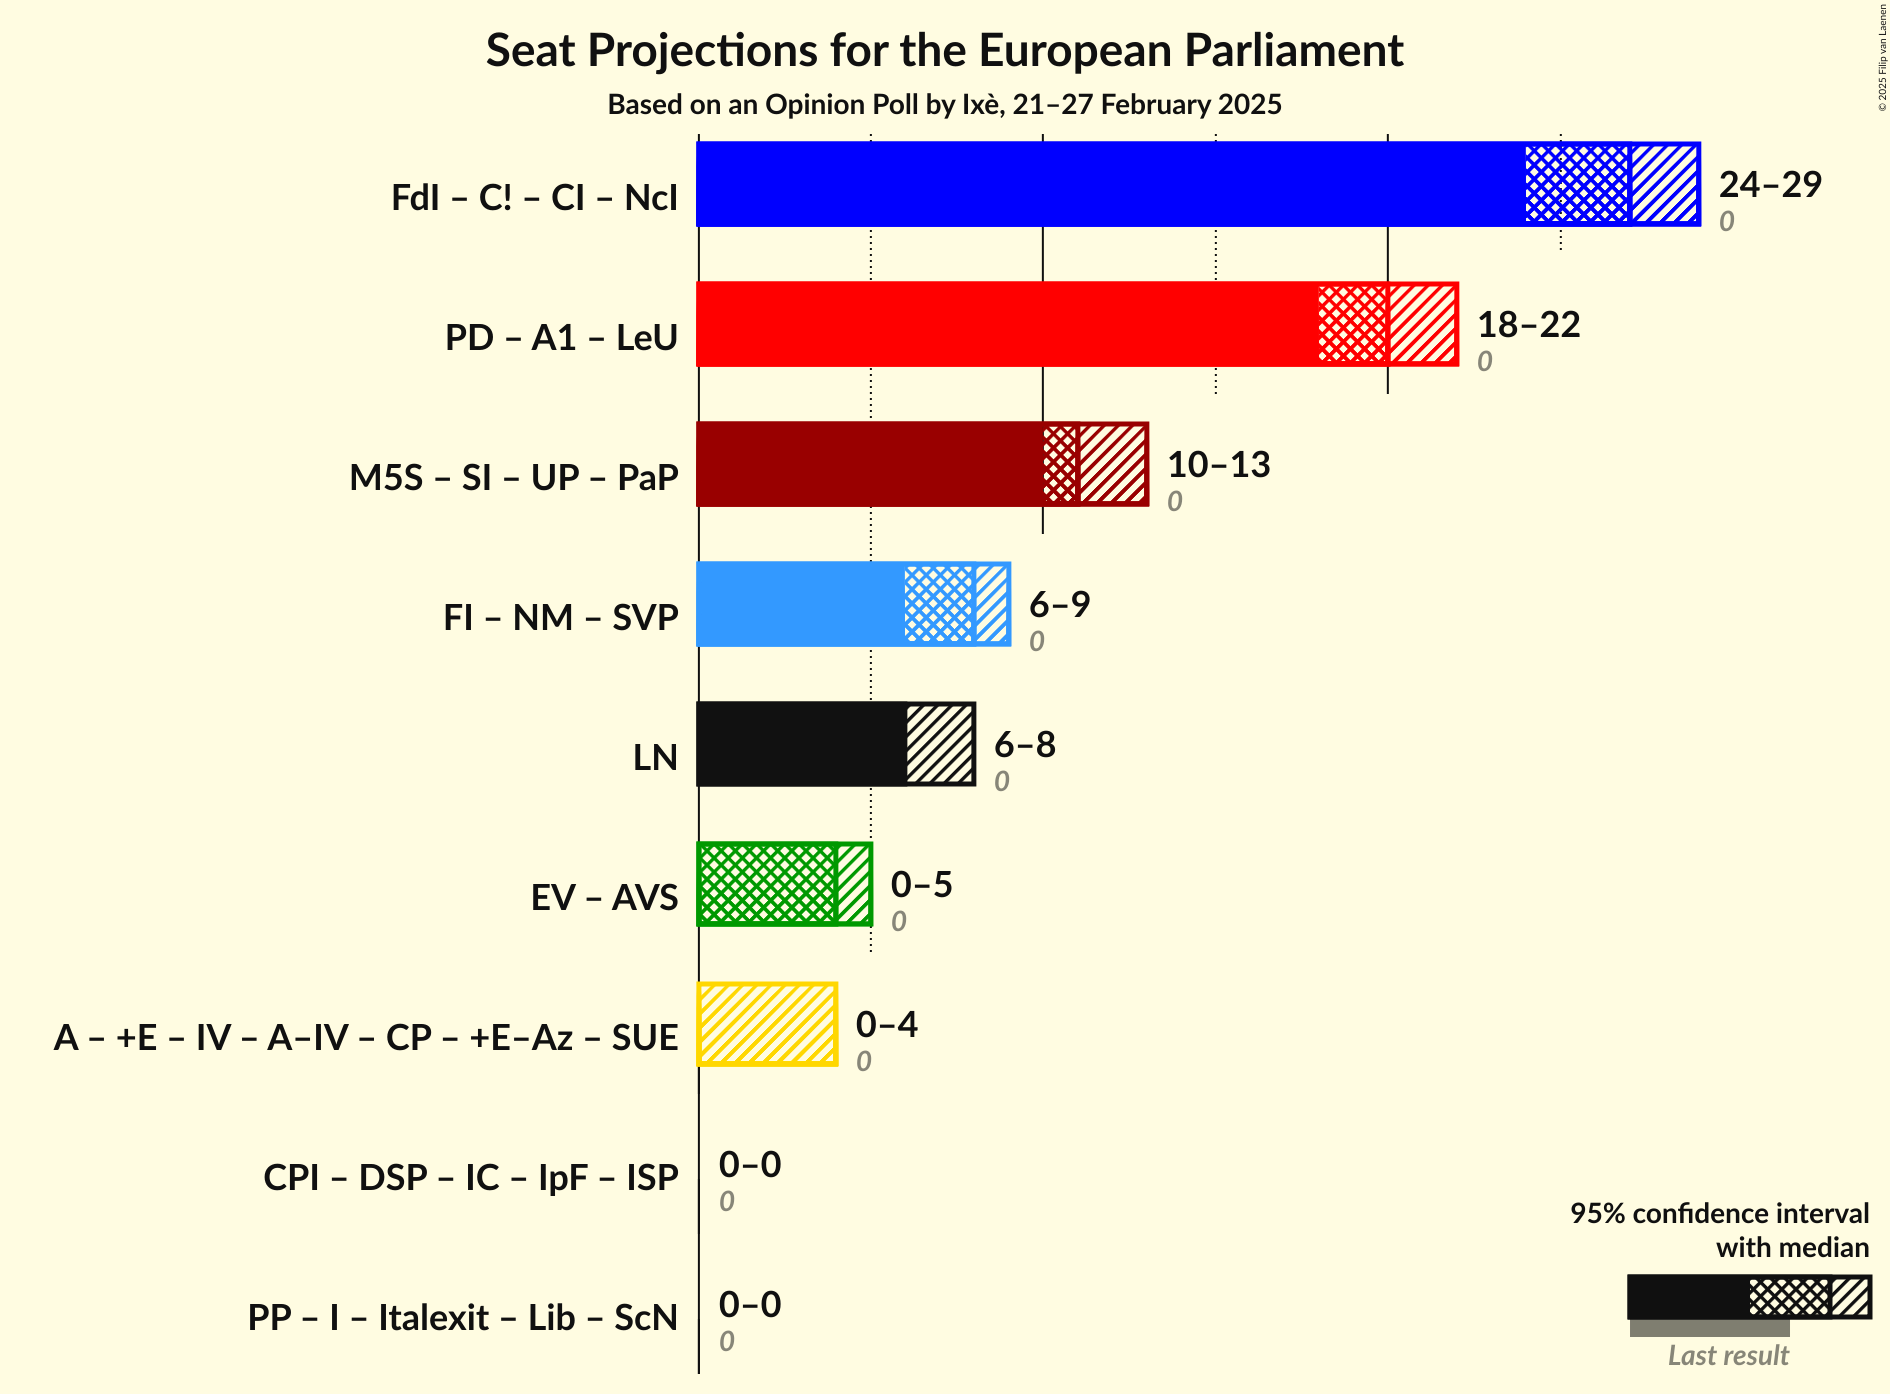 Seat Projections for the European Parliament
Based on an Opinion Poll by Ixè, 21–27 February 2025
© 2025 Filip van Laenen
FdI – C! – CI – NcI
24–29
0
PD – A1 – LeU
18–22
0
M5S – SI – UP – PaP
10–13
0
FI – NM – SVP
6–9
0
LN
6–8
0
EV – AVS
0–5
0
A – +E – IV – A–IV – CP – +E–Az – SUE
0–4
0
CPI – DSP – IC – IpF – ISP
0–0
0
PP – I – Italexit – Lib – ScN
0–0
0
95% confidence interval
with median
Last result